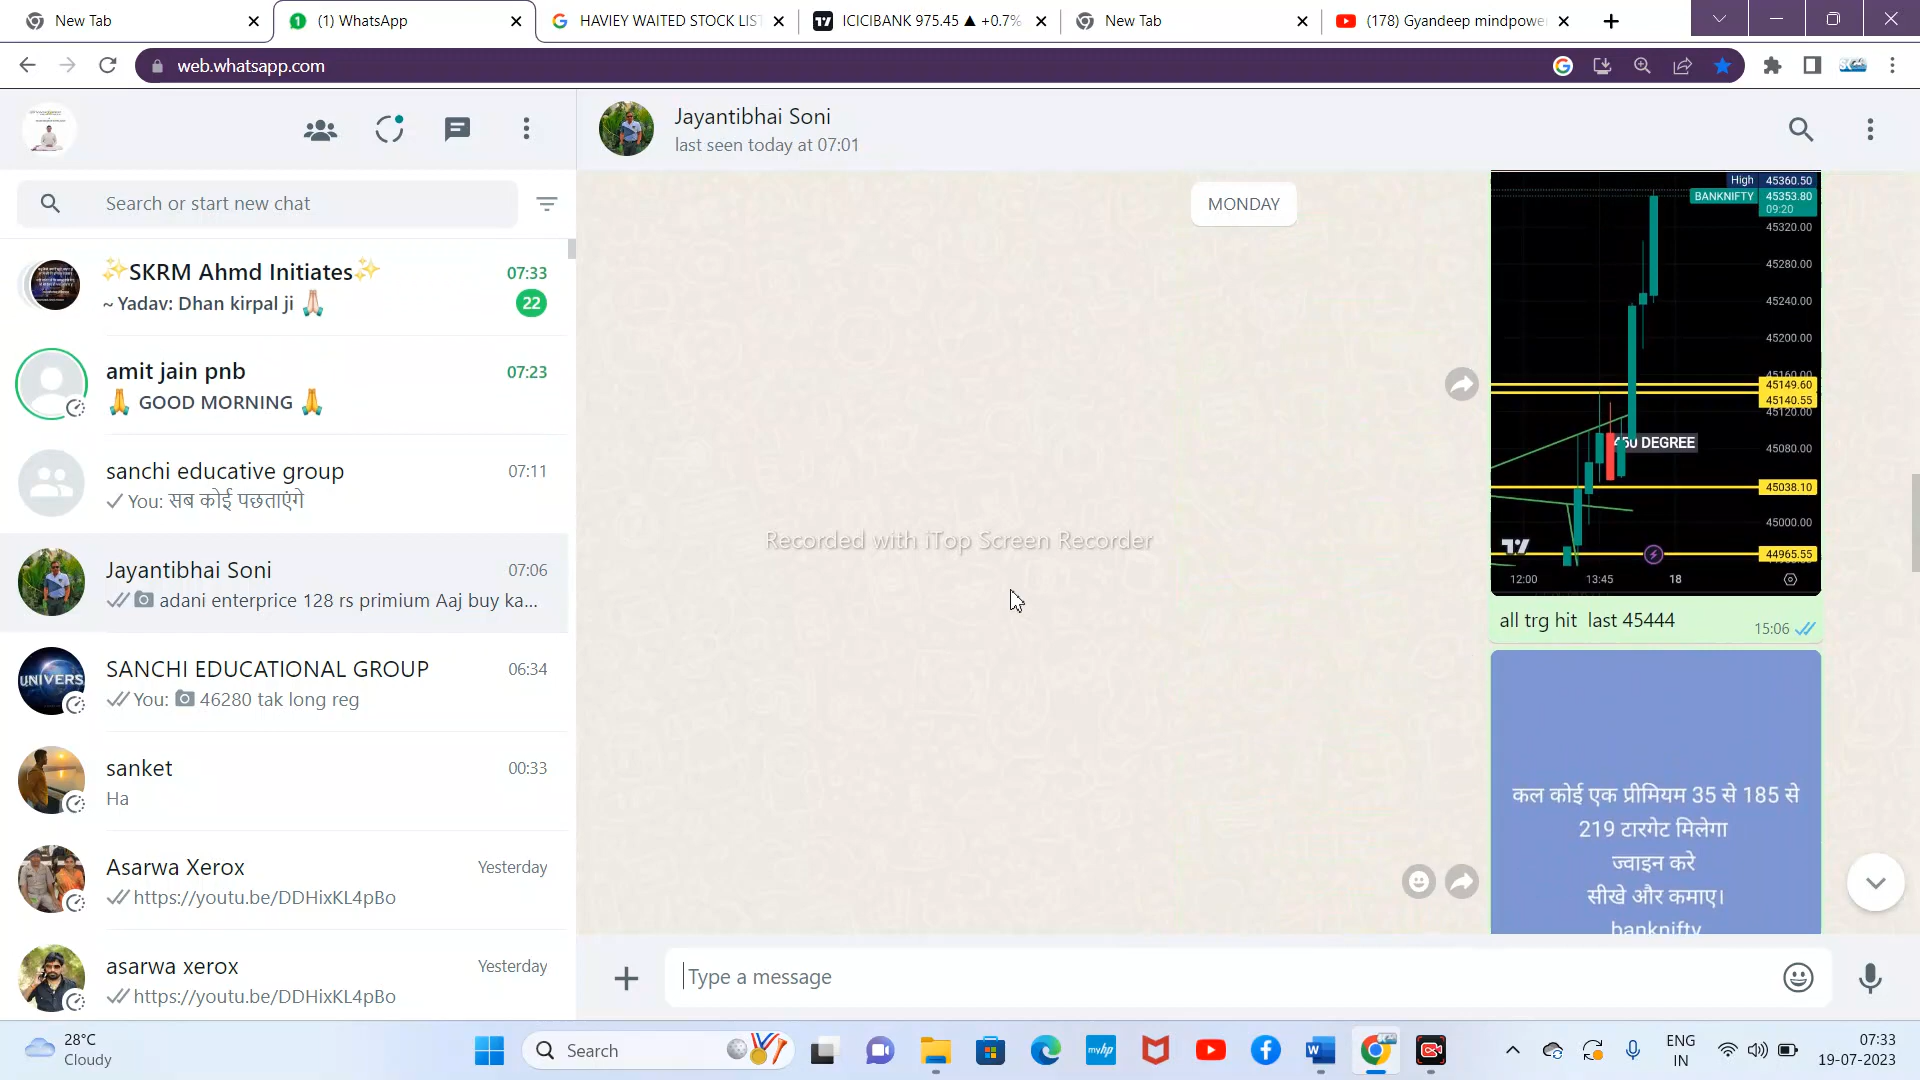 New Tab
(1) WhatsApp
HAVIEY WAITED STOCK LIST
ICICIBANK 975.45 ▲ +0.7%
New Tab
(178) Gyandeep mindpower
web.whatsapp.com
Search or start new chat
✨SKRM Ahmd Initiates✨
07:33
~ Yadav: Dhan kirpal ji 🙏
22
amit jain pnb
07:23
🙏 GOOD MORNING 🙏
sanchi educative group
07:11
You: सब कोई पछताएंगे
Jayantibhai Soni
07:06
adani enterprice 128 rs primium Aaj buy ka...
SANCHI EDUCATIONAL GROUP
06:34
You: 46280 tak long reg
UNIVERS
sanket
00:33
Ha
Asarwa Xerox
Yesterday
https://youtu.be/DDHixKL4pBo
asarwa xerox
Yesterday
https://youtu.be/DDHixKL4pBo
Jayantibhai Soni
last seen today at 07:01
MONDAY
High 45360.50
BANKNIFTY 45353.80
09:20
45320.00
45280.00
45240.00
45200.00
45160.00
45149.60
45140.55
45120.00
DEGREE
45080.00
45038.10
45000.00
44965.55
12:00 13:45 18
all trg hit last 45444
15:06
कल कोई एक प्रीमियम 35 से 185 से
219 टारगेट मिलेगा
ज्वाइन करे
सीखे और कमाए।
banknifty
Recorded with iTop Screen Recorder
Type a message
28°C
Cloudy
Search
myhp
ENG
IN
07:33
19-07-2023